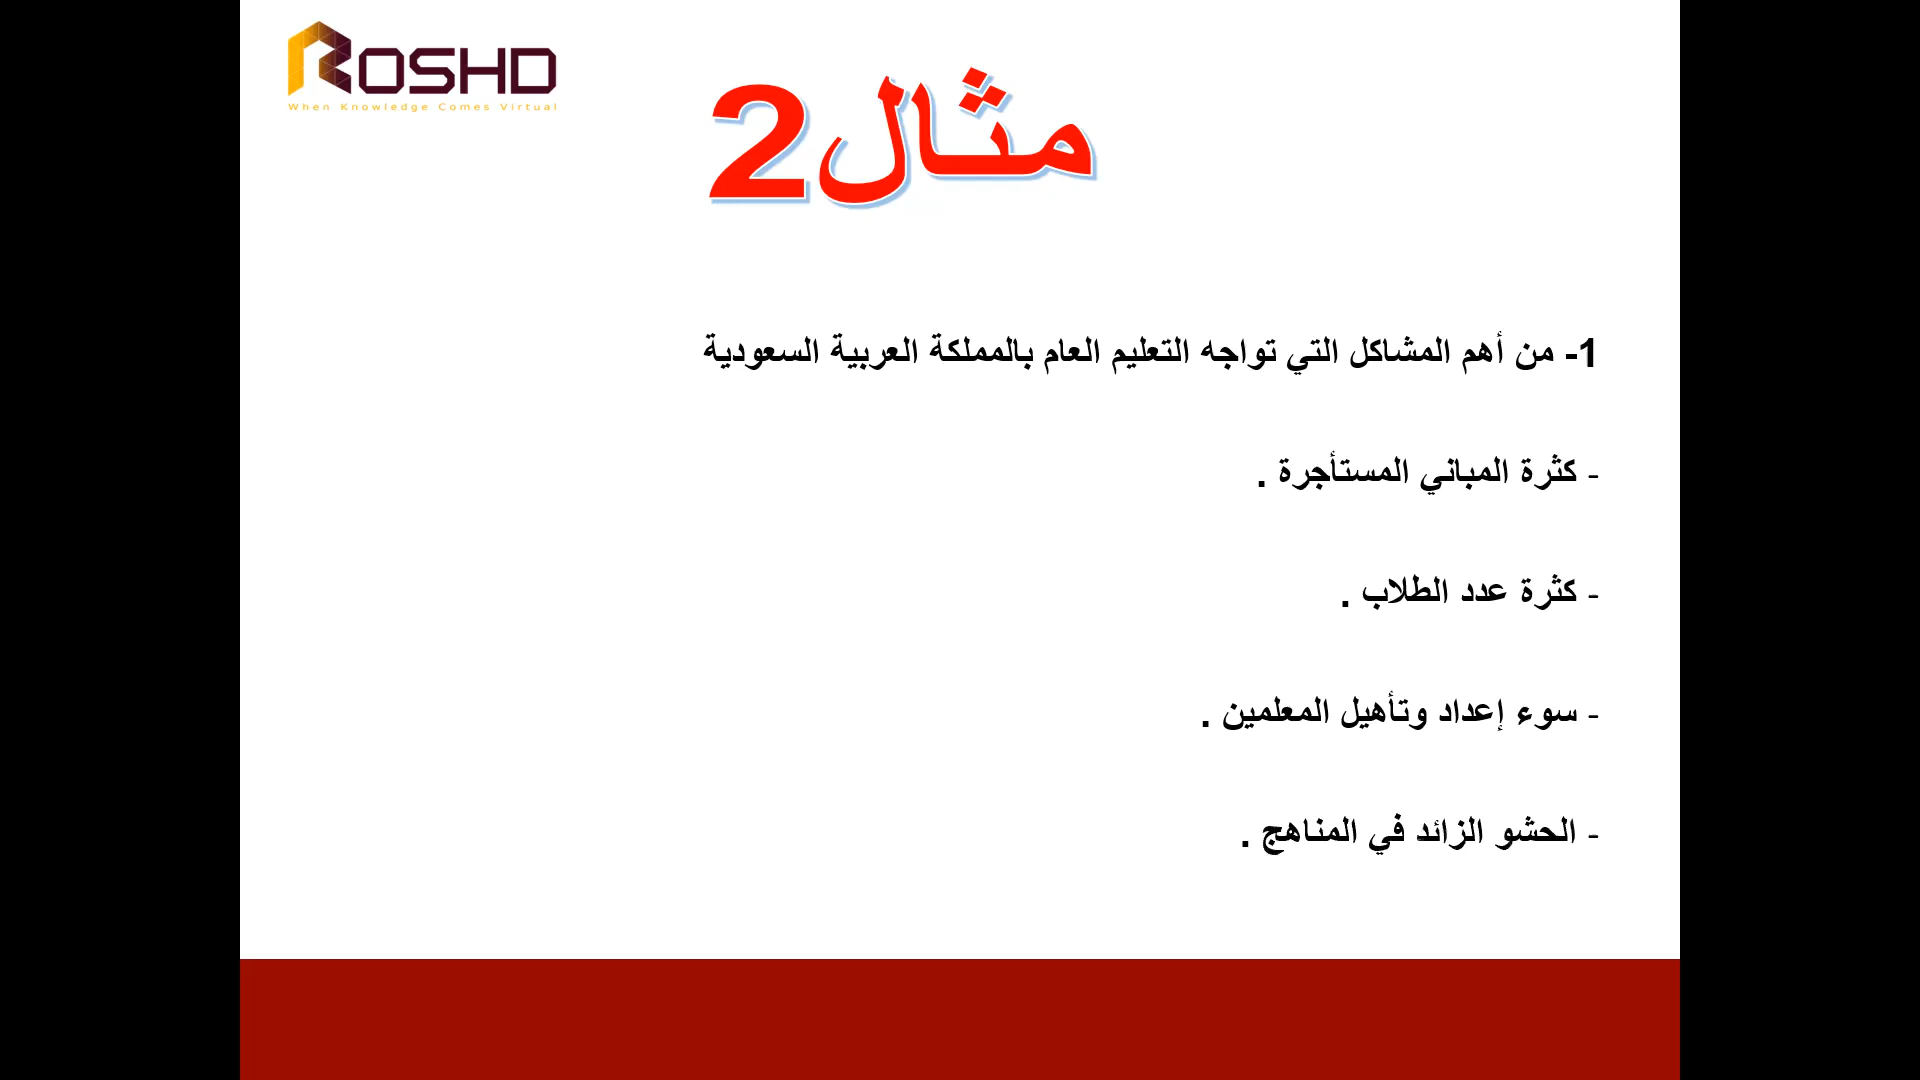 ROSHD
When Knowledge Comes Virtual
مثال2
1- من أهم المشاكل التي تواجه التعليم العام بالمملكة العربية السعودية
- كثرة المباني المستأجرة .
- كثرة عدد الطلاب .
- سوء إعداد وتأهيل المعلمين .
- الحشو الزائد في المناهج .